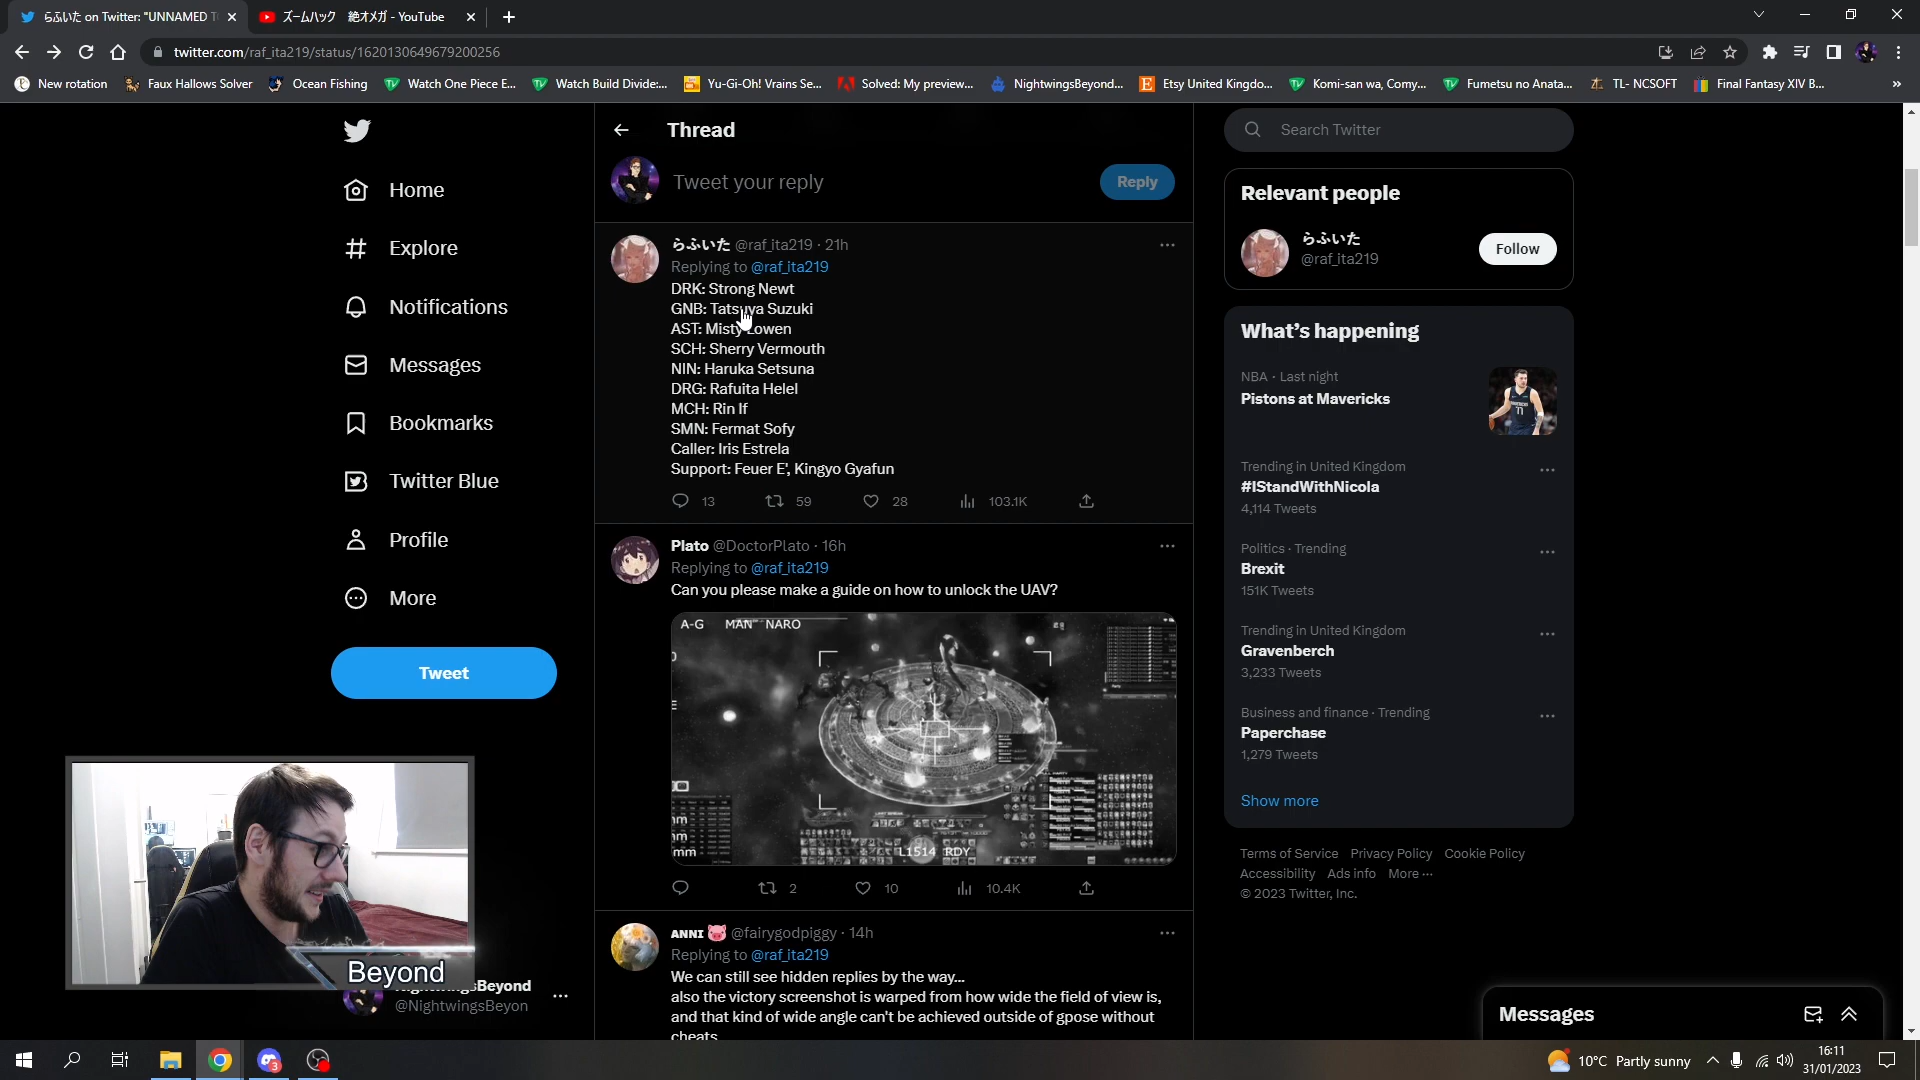 らふいた on Twitter: "UNNAMED T
ズームハック 絶オメガ - YouTube
twitter.com/raf_ita219/status/1620130649679200256
New rotation
Faux Hallows Solver
Ocean Fishing
Watch One Piece E...
Watch Build Divide:...
Yu-Gi-Oh! Vrains Se...
Solved: My preview...
NightwingsBeyond...
Etsy United Kingdo...
Komi-san wa, Comy...
Fumetsu no Anata...
TL- NCSOFT
Final Fantasy XIV B...
»
Home
Explore
Notifications
Messages
Bookmarks
Twitter Blue
Profile
More
Tweet
Beyond
sBeyond
@NightwingsBeyon
Thread
Tweet your reply
Reply
らふいた @raf_ita219 · 21h
Replying to @raf_ita219
DRK: Strong Newt
GNB: Tatsuya Suzuki
AST: Misty Lowen
SCH: Sherry Vermouth
NIN: Haruka Setsuna
DRG: Rafuita Helel
MCH: Rin If
SMN: Fermat Sofy
Caller: Iris Estrela
Support: Feuer E', Kingyo Gyafun
13 59 28 103.1K
Plato @DoctorPlato · 16h
Replying to @raf_ita219
Can you please make a guide on how to unlock the UAV?
A-G MAN NARO
L1514 RDY
2 10 10.4K
ANNI @fairygodpiggy · 14h
Replying to @raf_ita219
We can still see hidden replies by the way...
also the victory screenshot is warped from how wide the field of view is,
and that kind of wide angle can't be achieved outside of gpose without
cheats
Search Twitter
Relevant people
らふいた
@raf_ita219
Follow
What's happening
NBA · Last night
Pistons at Mavericks
Trending in United Kingdom
#IStandWithNicola
4,114 Tweets
Politics · Trending
Brexit
151K Tweets
Trending in United Kingdom
Gravenberch
3,233 Tweets
Business and finance · Trending
Paperchase
1,279 Tweets
Show more
Terms of Service Privacy Policy Cookie Policy
Accessibility Ads info More ···
© 2023 Twitter, Inc.
Messages
10°C Partly sunny
16:11
31/01/2023